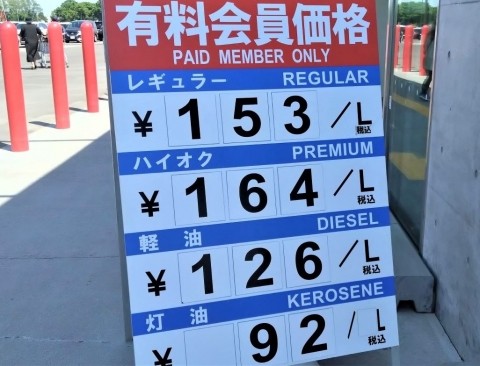 有料会員価格
PAID MEMBER ONLY
レギュラー REGULAR
¥ 153 /L 税込
ハイオク PREMIUM
¥ 164 /L 税込
軽油 DIESEL
¥ 126 /L 税込
灯油 KEROSENE
¥ 92 /L 税込